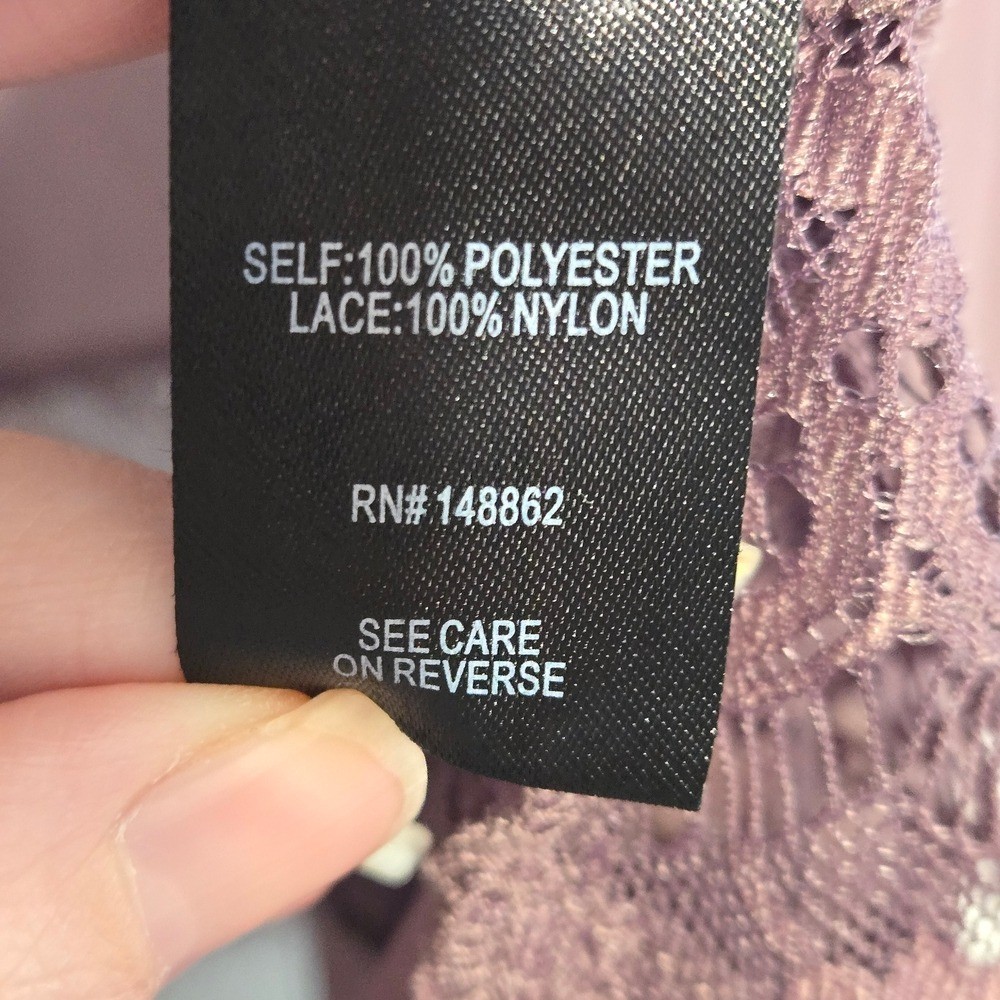 SELF:100% POLYESTER
LACE:100% NYLON
RN# 148862
SEE CARE
ON REVERSE